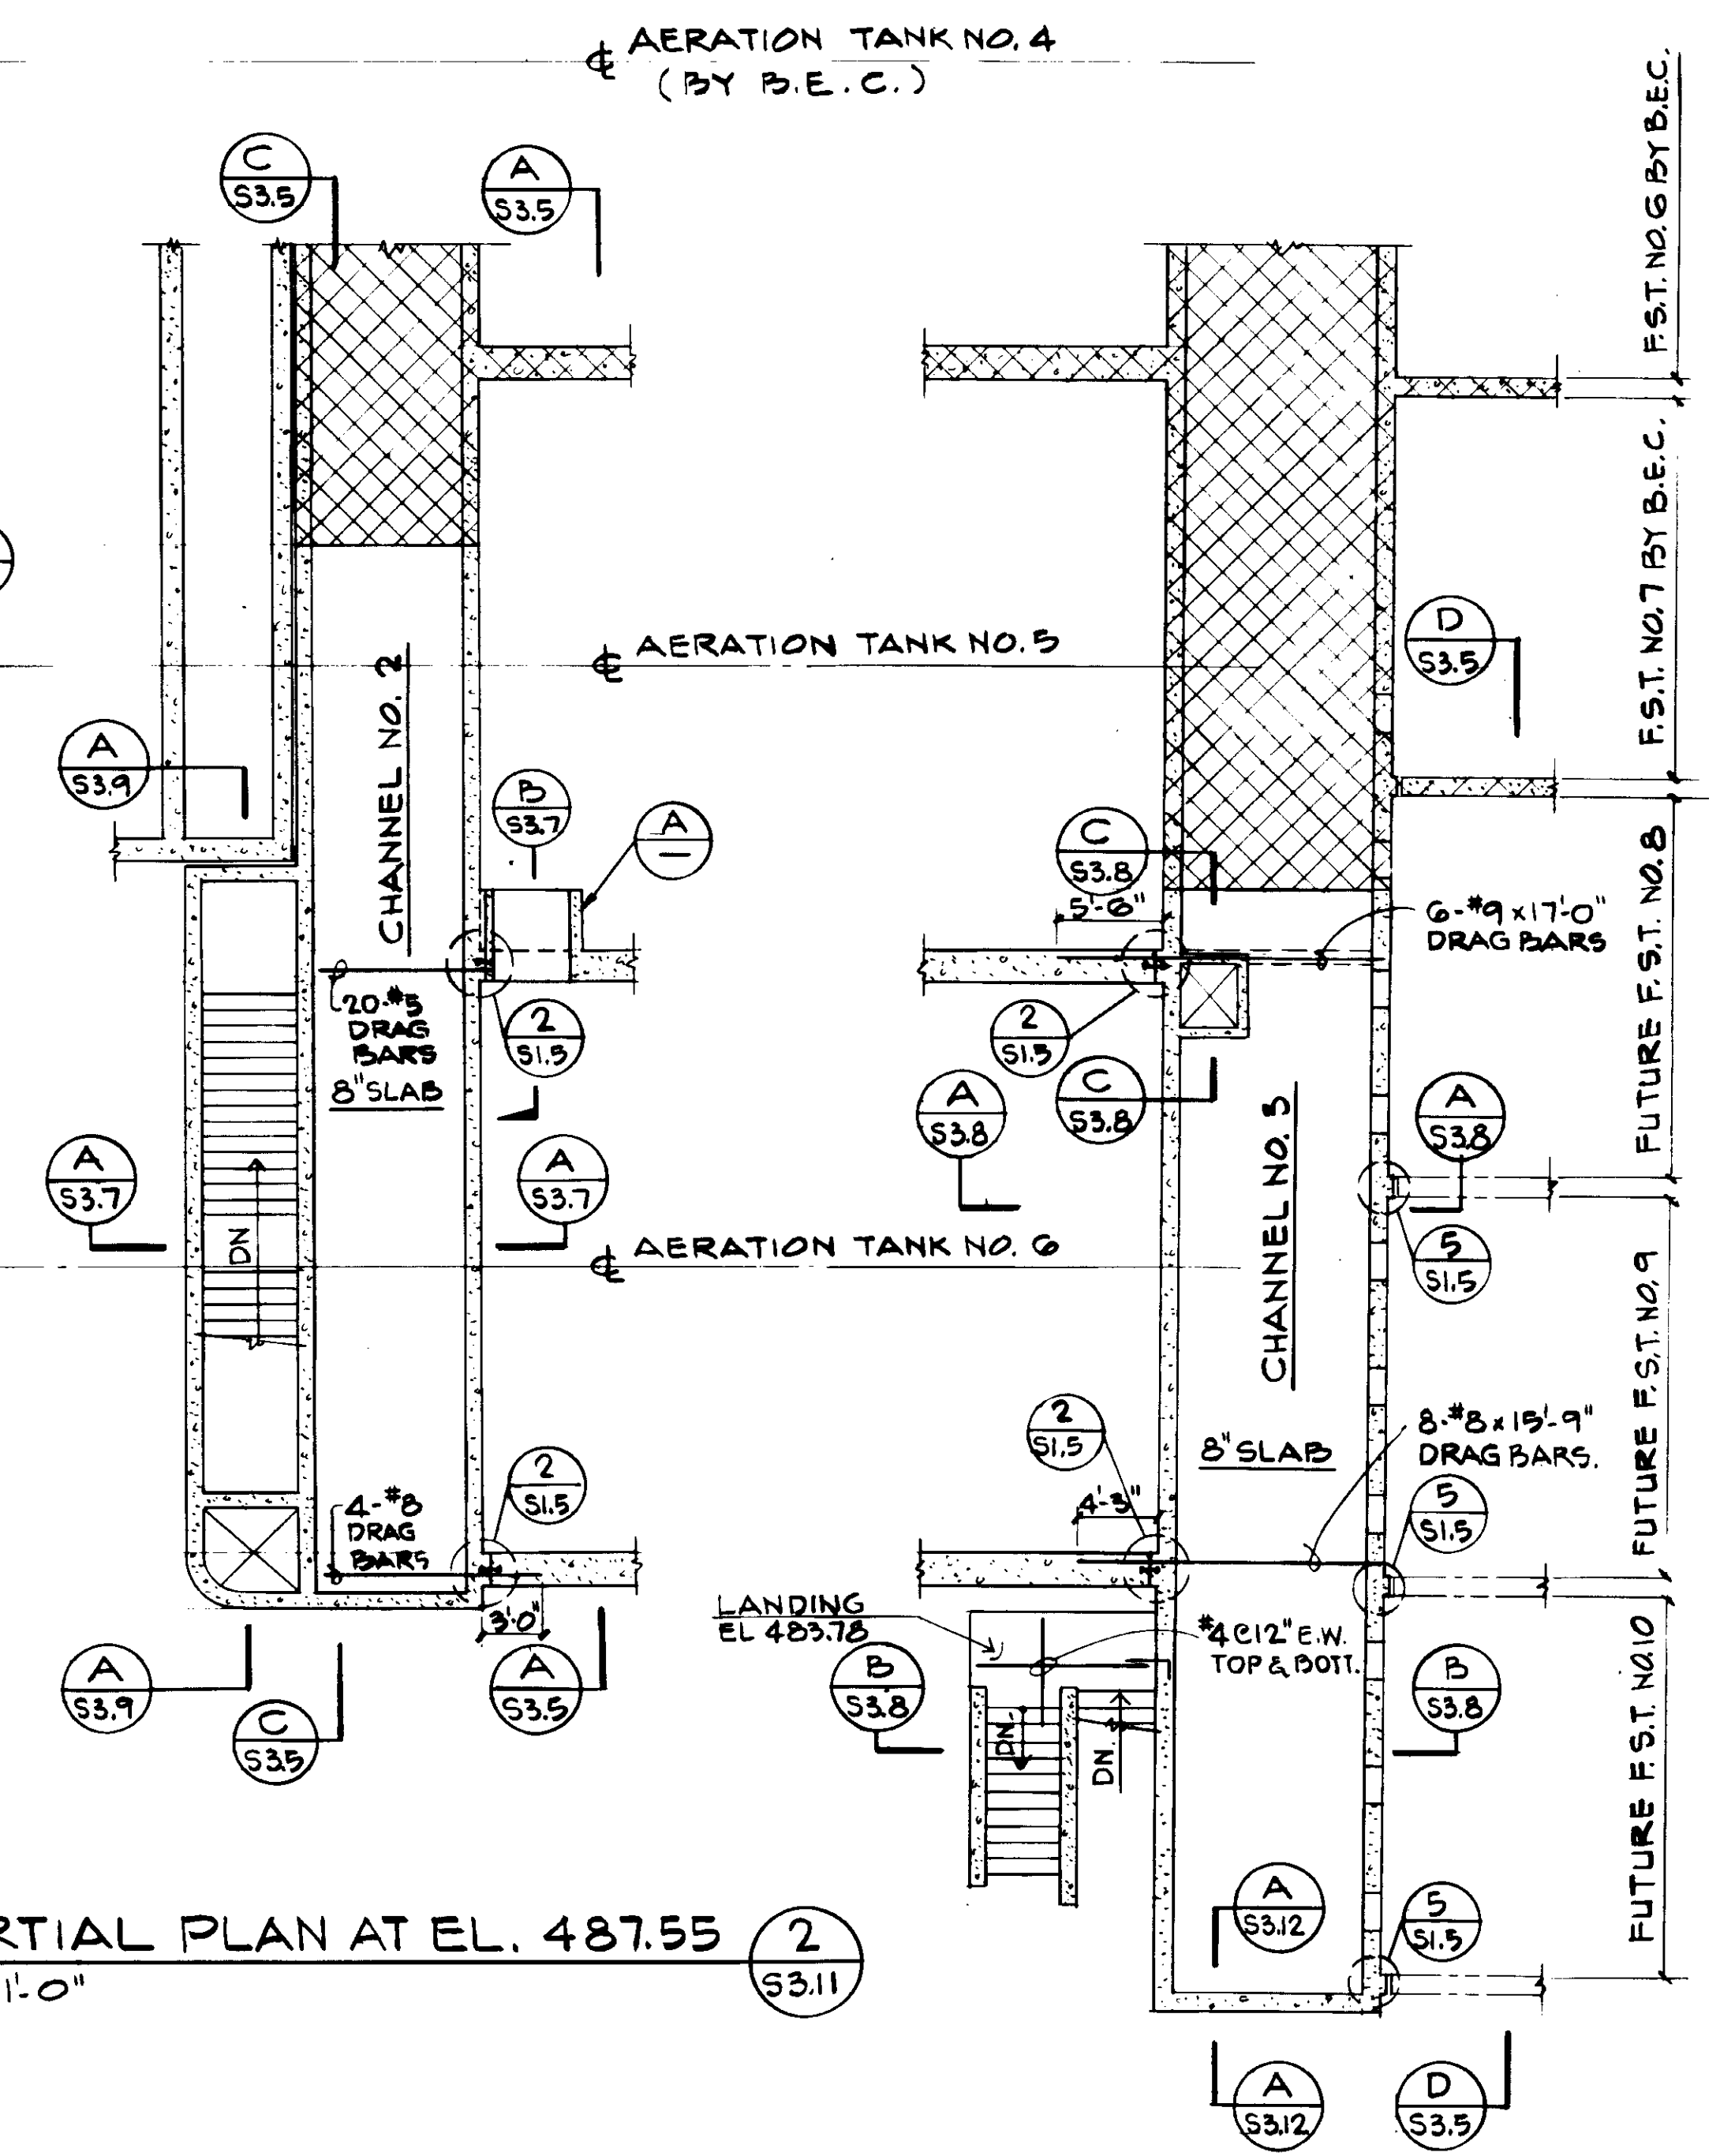 ℄ AERATION TANK NO. 4
(BY B.E.C.)
C
S3.5
A
S3.5
F.S.T. NO. 6 BY B.E.C.
F.S.T. NO. 7 BY B.E.C.
℄ AERATION TANK NO. 5
D
S3.5
CHANNEL NO. 2
A
S3.9
B
S3.7
A
—
C
S3.8
5'-6"
6-#9 x 17'-0"
DRAG BARS
FUTURE F.S.T. NO. 8
20-#5
DRAG
BARS
8" SLAB
2
S1.5
2
S1.5
C
S3.8
A
S3.8
A
S3.8
A
S3.7
A
S3.7
DN
℄ AERATION TANK NO. 6
CHANNEL NO. 3
5
S1.5
FUTURE F.S.T. NO. 9
2
S1.5
8" SLAB
8-#8 x 15'-9"
DRAG BARS.
2
S1.5
4-#8
DRAG
BARS
4'-3"
5
S1.5
3'-0"
LANDING
EL 483.78
#4@12" E.W.
TOP & BOTT.
A
S3.9
C
S3.5
A
S3.5
B
S3.8
B
S3.8
DN.
DN.
FUTURE F.S.T. NO. 10
RTIAL PLAN AT EL. 487.55
1'-0"
2
S3.11
A
S3.12
5
S1.5
A
S3.12
D
S3.5